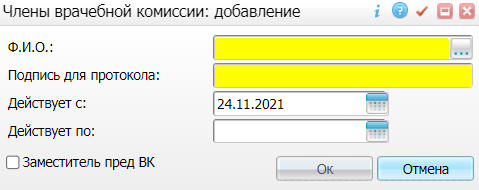 Члены врачебной комиссии: добавление
Ф.И.О.:
Подпись для протокола:
Действует с: 24.11.2021
Действует по:
Заместитель пред ВК
Ок Отмена